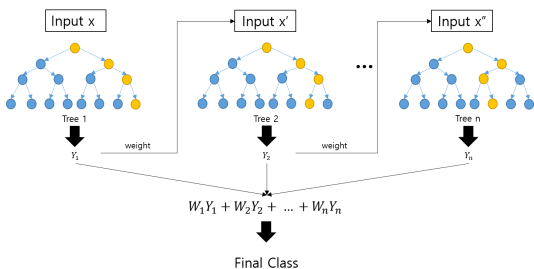 Input x
Input x′
Input x″
...
Tree 1
Tree 2
Tree n
Y₁
weight
Y₂
weight
Yₙ
W₁Y₁ + W₂Y₂ + ... + WₙYₙ
Final Class